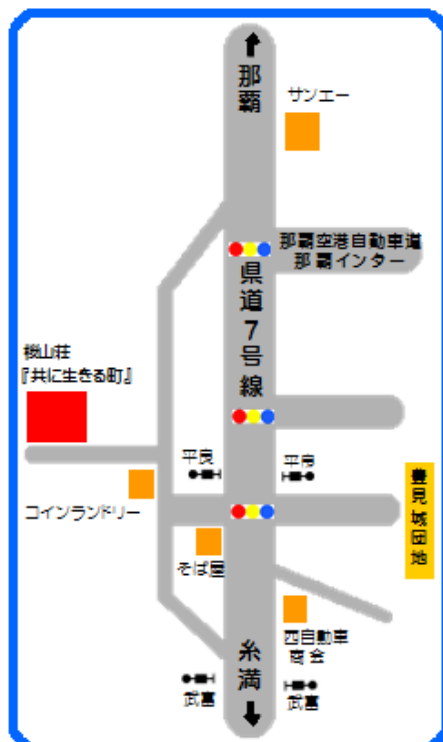 那覇
サンエー
那覇空港自動車道
那覇インター
県道7号線
桜山荘
『共に生きる町』
平良
平良
コインランドリー
豊見城団地
そば屋
西自動車
商会
糸満
武富
武富